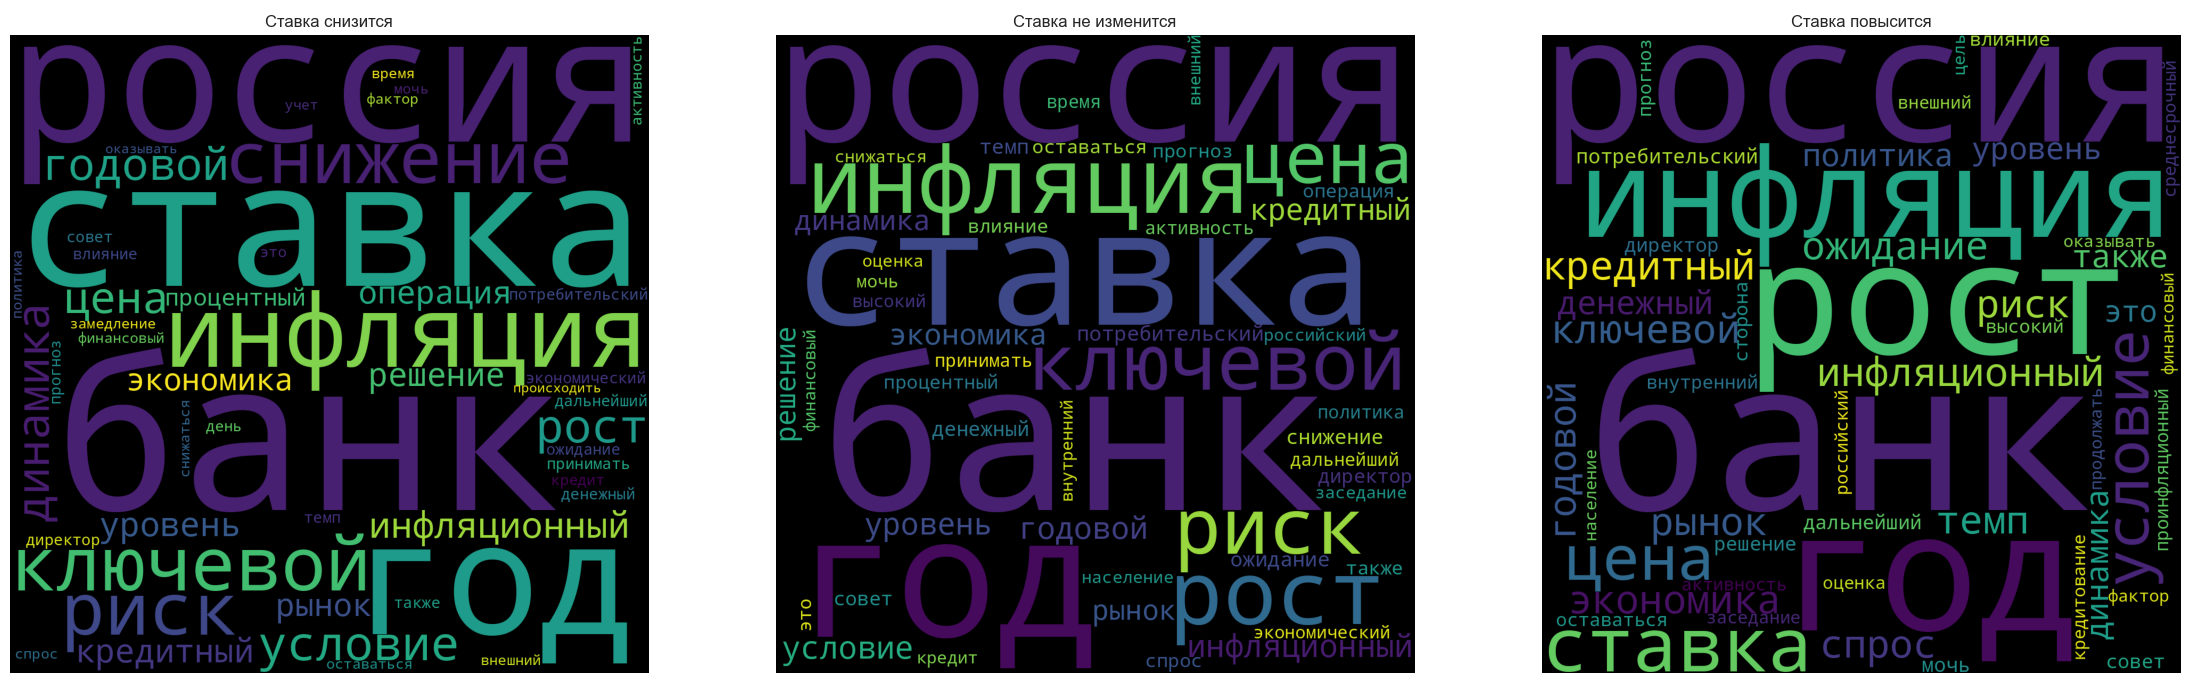 Ставка снизится
россия
время
мочь
фактор
учет
активность
оказывать
годовой
снижение
ставка
совет
влияние
это
политика
цена
процентный
операция
потребительский
замедление
финансовый
инфляция
динамика
прогноз
экономика
решение
экономический
происходить
дальнейший
банк
снижаться
день
рост
ожидание
принимать
кредит
денежный
уровень
темп
инфляционный
директор
ключевой
год
риск
рынок
также
условие
кредитный
спрос
оставаться
внешний
Ставка не изменится
россия
время
внешний
снижаться
темп
оставаться
прогноз
цена
инфляция
операция
кредитный
динамика
влияние
активность
ставка
оценка
мочь
высокий
экономика
потребительский
российский
решение
финансовый
принимать
ключевой
процентный
банк
денежный
внутренний
политика
снижение
дальнейший
директор
заседание
уровень
годовой
риск
год
ожидание
население
также
рост
совет
это
рынок
условие
кредит
экономический
инфляционный
спрос
Ставка повысится
россия
прогноз
цель
влияние
внешний
среднесрочный
потребительский
политика
уровень
инфляция
директор
ожидание
оказывать
также
кредитный
рост
денежный
риск
высокий
это
ключевой
сторона
финансовый
инфляционный
внутренний
банк
условие
годовой
население
российский
продолжать
проинфляционный
рынок
дальнейший
темп
динамика
решение
цена
год
активность
оценка
экономика
кредитование
фактор
оставаться
заседание
ставка
спрос
мочь
совет